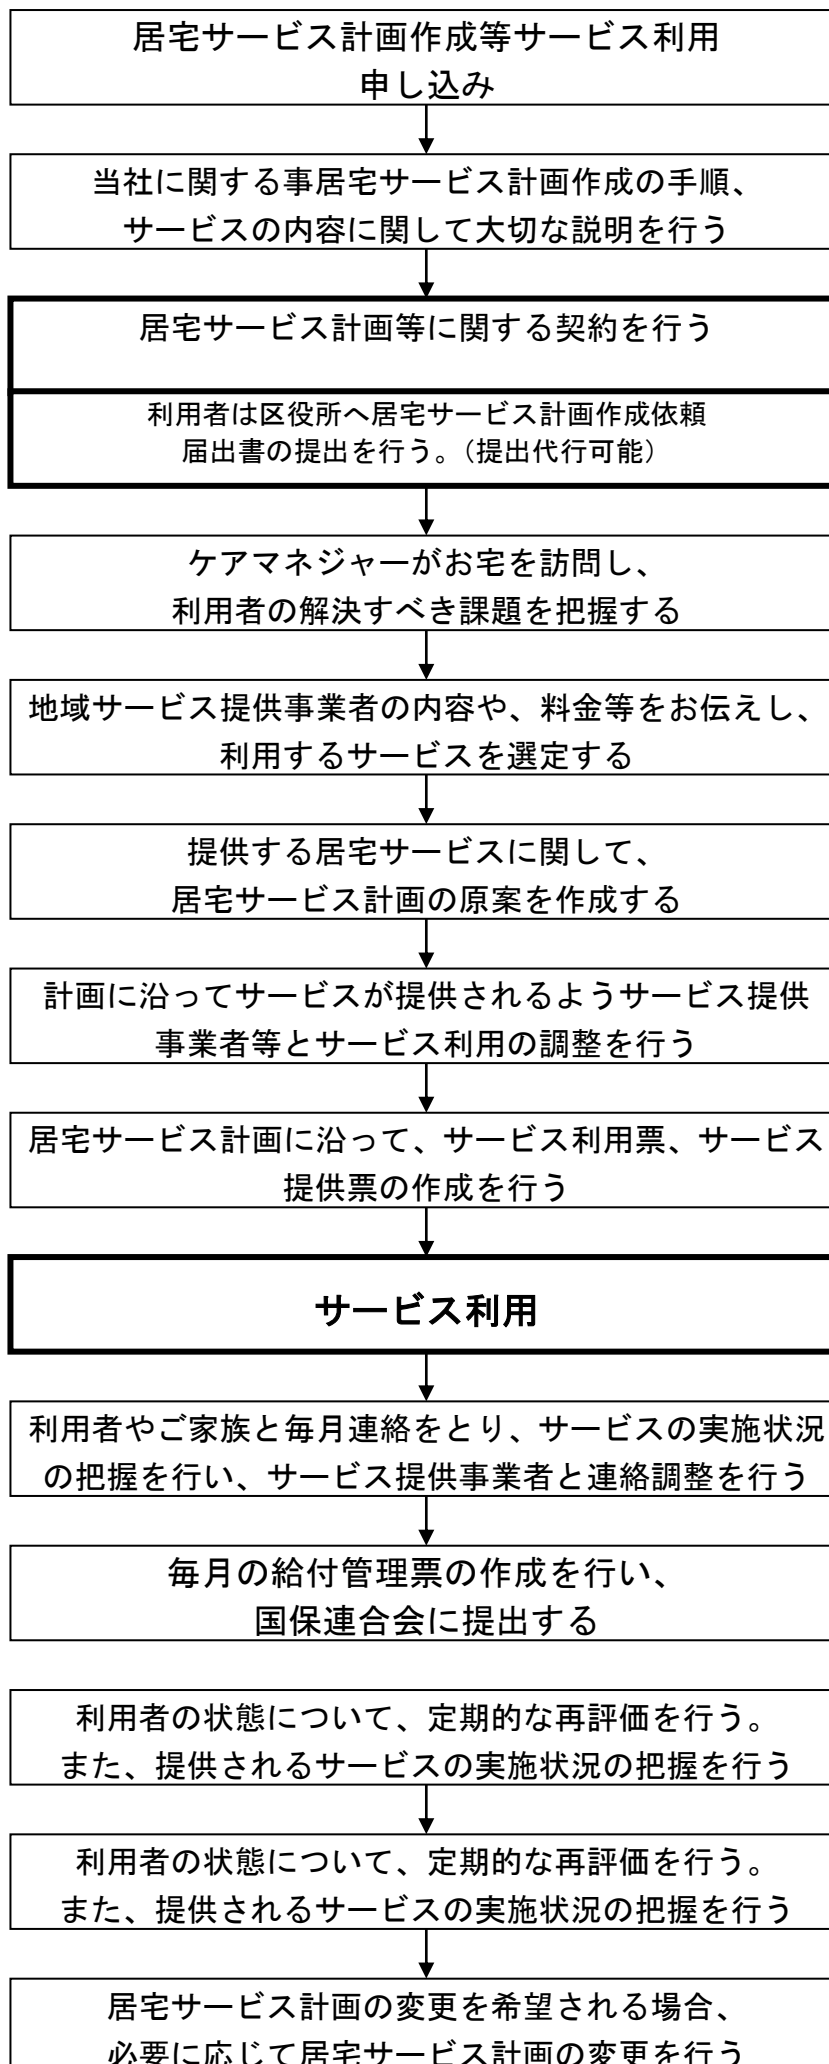 居宅サービス計画作成等サービス利用
申し込み
当社に関する事居宅サービス計画作成の手順、
サービスの内容に関して大切な説明を行う
居宅サービス計画等に関する契約を行う
利用者は区役所へ居宅サービス計画作成依頼
届出書の提出を行う。（提出代行可能）
ケアマネジャーがお宅を訪問し、
利用者の解決すべき課題を把握する
地域サービス提供事業者の内容や、料金等をお伝えし、
利用するサービスを選定する
提供する居宅サービスに関して、
居宅サービス計画の原案を作成する
計画に沿ってサービスが提供されるようサービス提供
事業者等とサービス利用の調整を行う
居宅サービス計画に沿って、サービス利用票、サービス
提供票の作成を行う
サービス利用
利用者やご家族と毎月連絡をとり、サービスの実施状況
の把握を行い、サービス提供事業者と連絡調整を行う
毎月の給付管理票の作成を行い、
国保連合会に提出する
利用者の状態について、定期的な再評価を行う。
また、提供されるサービスの実施状況の把握を行う
利用者の状態について、定期的な再評価を行う。
また、提供されるサービスの実施状況の把握を行う
居宅サービス計画の変更を希望される場合、
必要に応じて居宅サービス計画の変更を行う